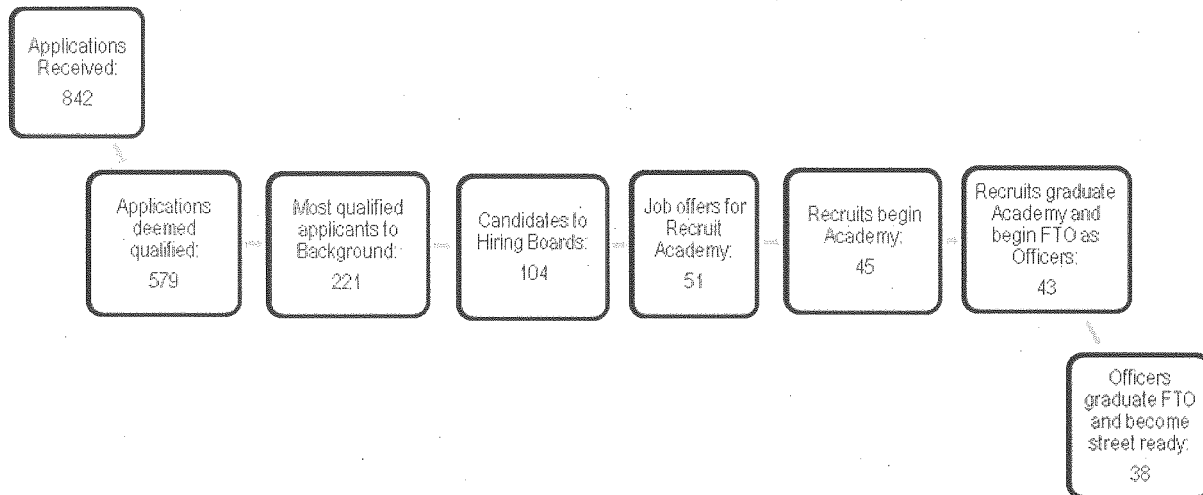 Applications
Received:
842
Applications
deemed
qualified:
579
Most qualified
applicants to
Background:
221
Candidates to
Hiring Boards:
104
Job offers for
Recruit
Academy:
51
Recruits begin
Academy:
45
Recruits graduate
Academy and
begin FTO as
Officers:
43
Officers
graduate FTO
and become
street ready:
38